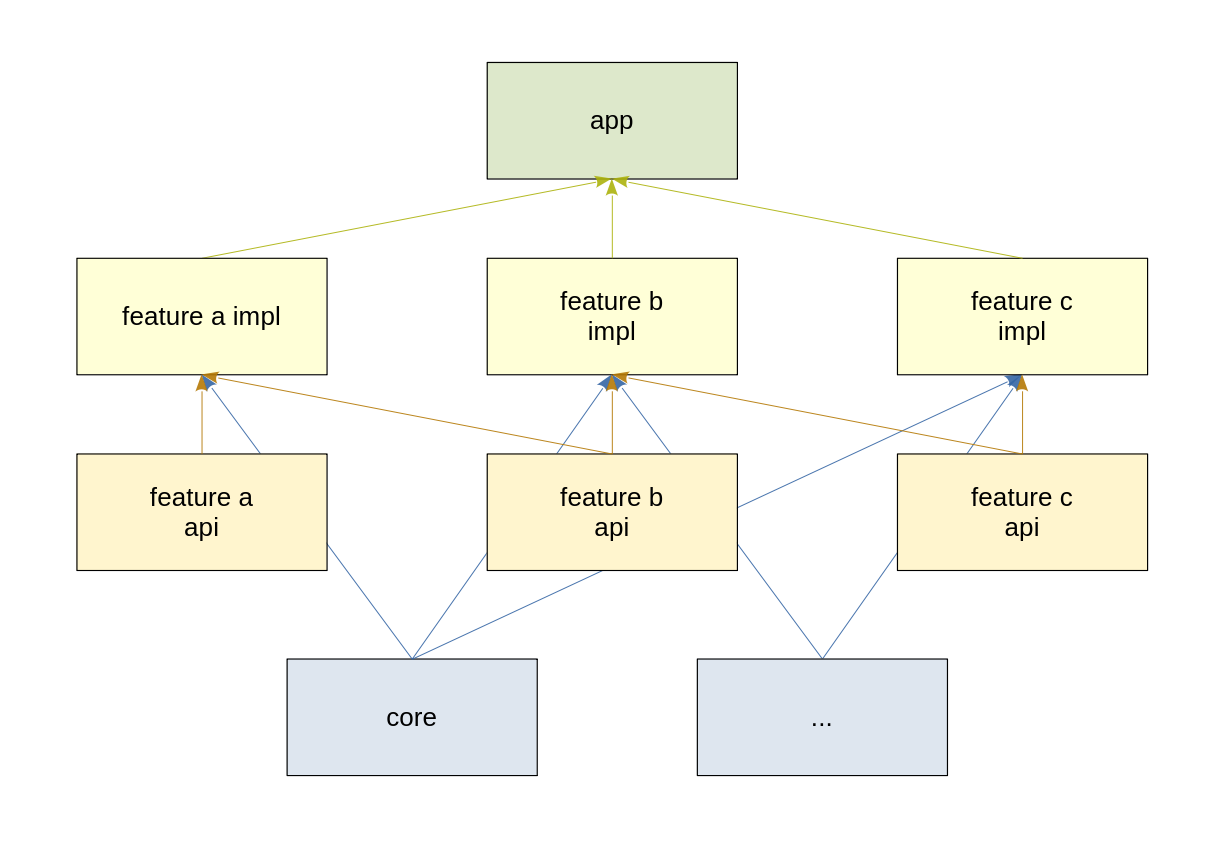 app
feature a impl
feature b
impl
feature c
impl
feature a
api
feature b
api
feature c
api
core
...